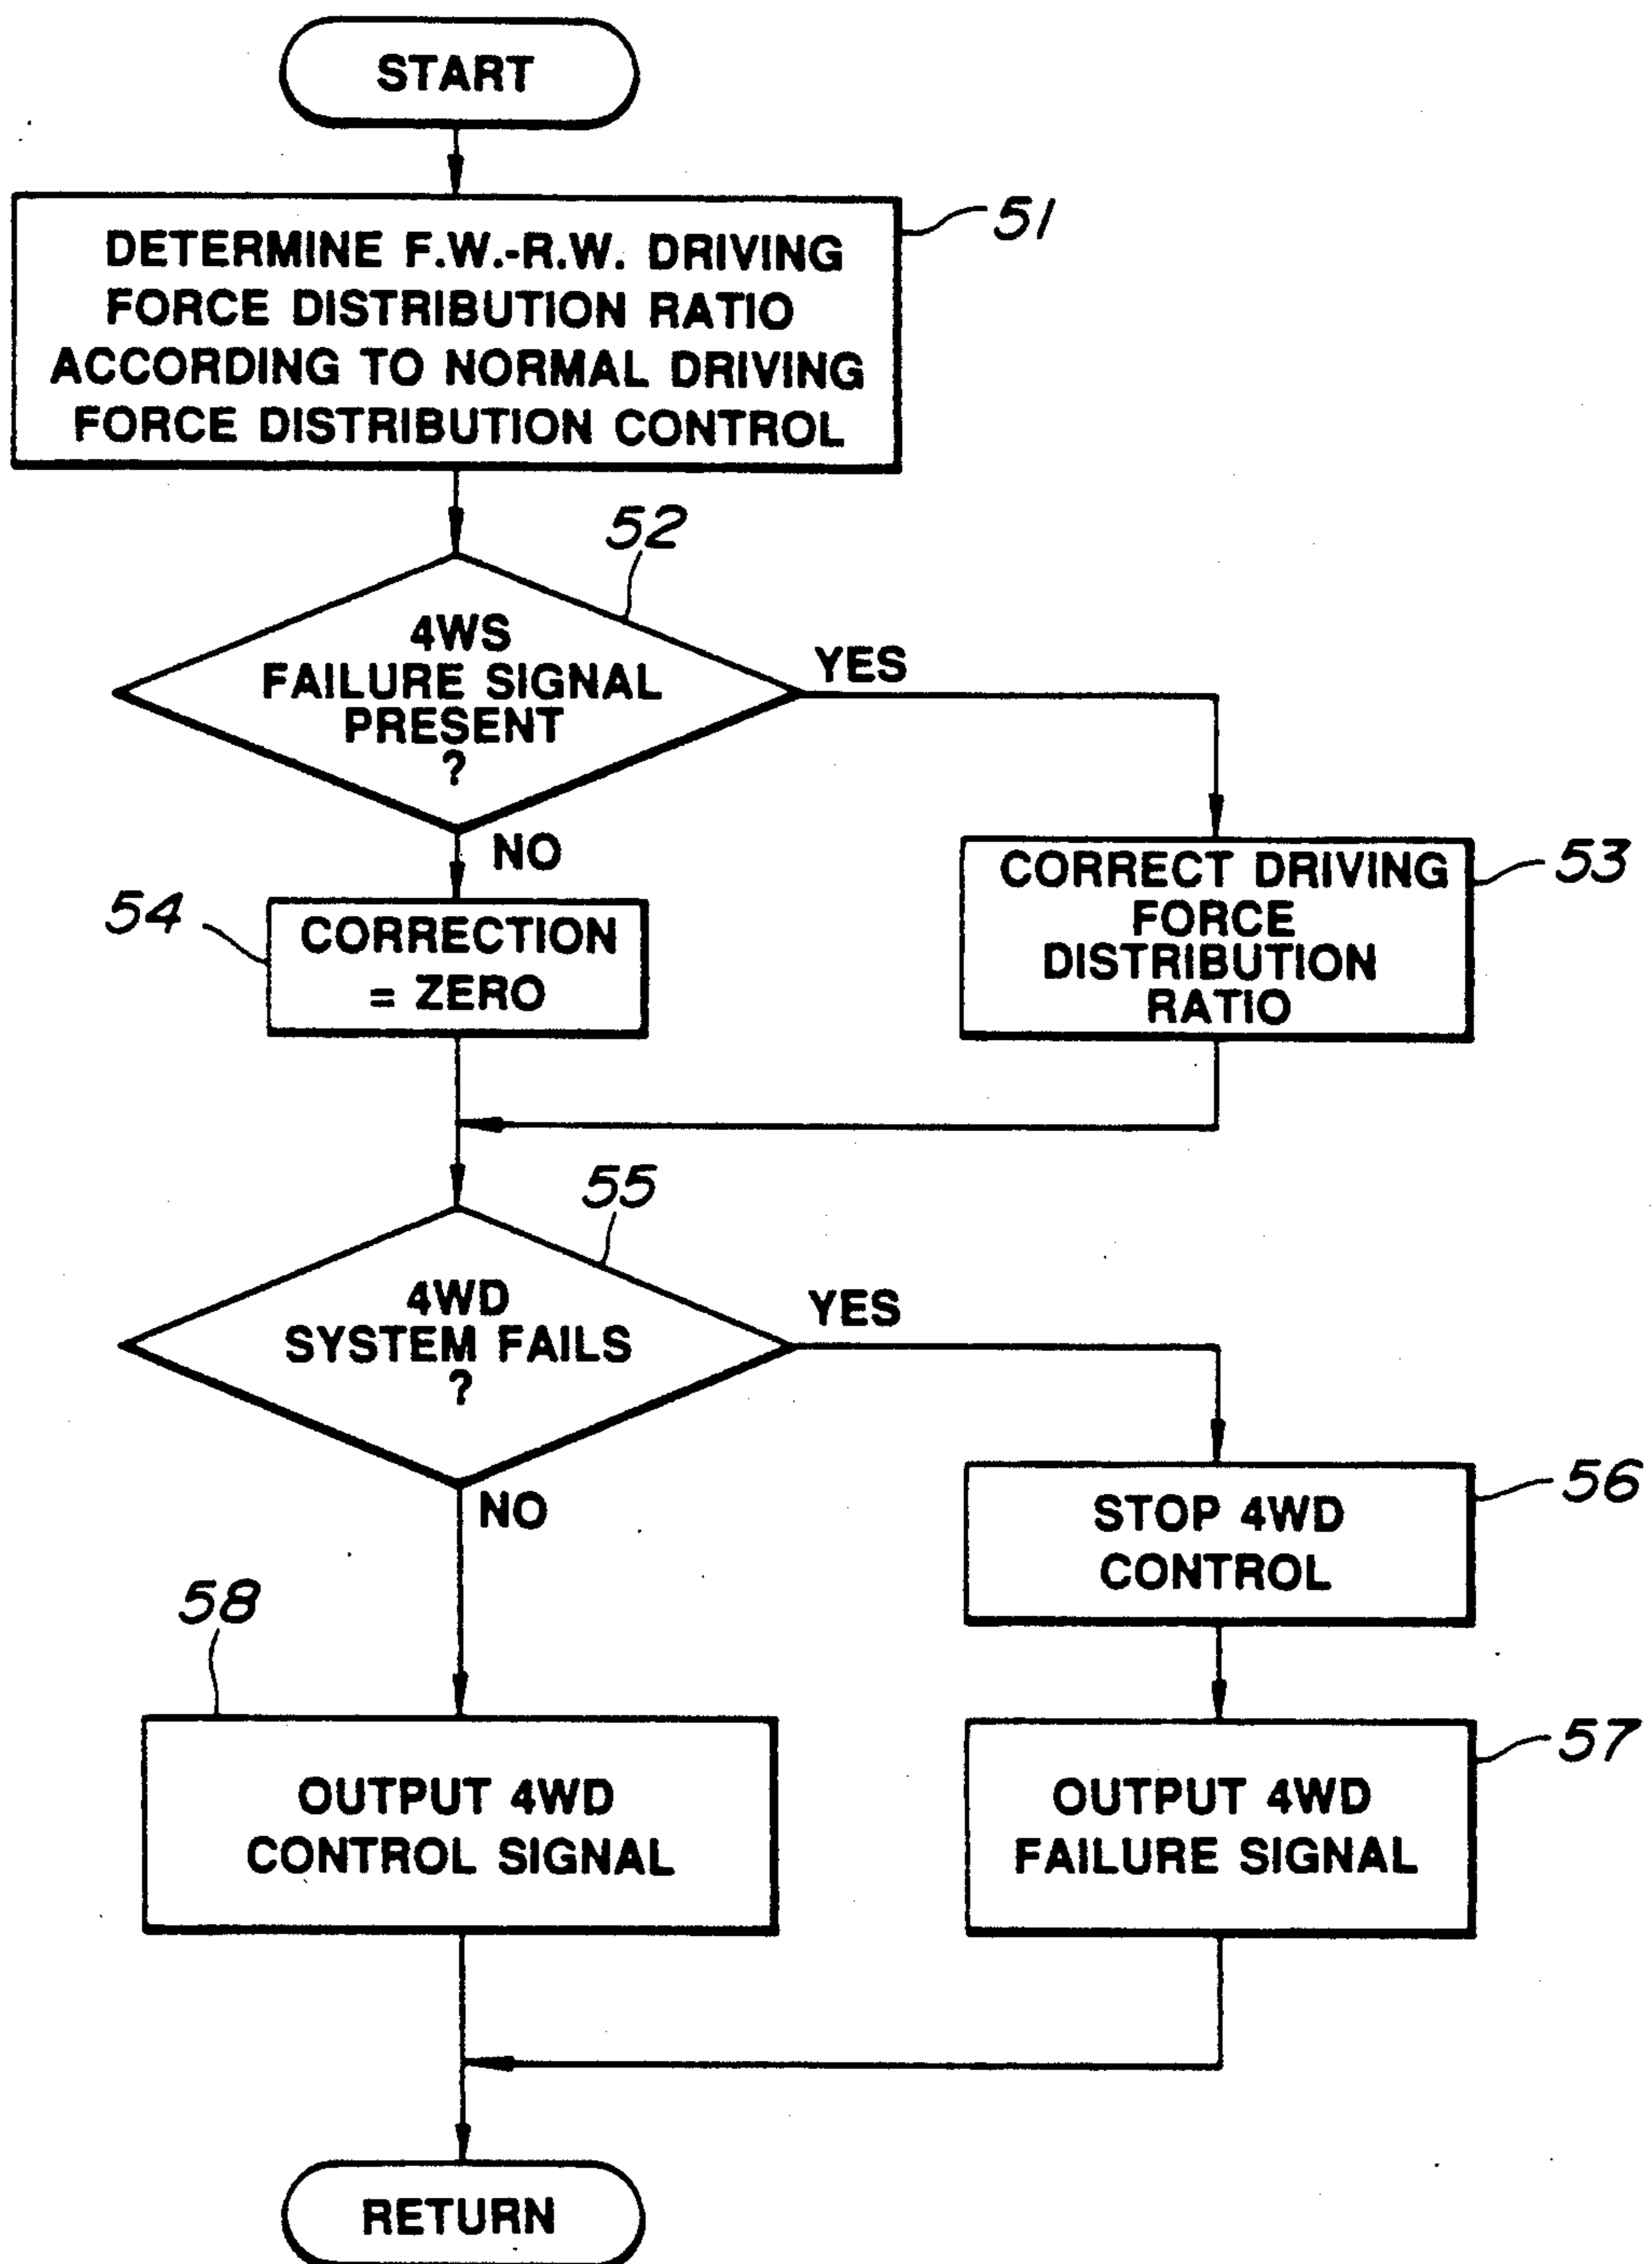 START
51
DETERMINE F.W.-R.W. DRIVING
FORCE DISTRIBUTION RATIO
ACCORDING TO NORMAL DRIVING
FORCE DISTRIBUTION CONTROL
52
4WS
FAILURE SIGNAL
PRESENT
?
YES
NO
53
CORRECT DRIVING
FORCE
DISTRIBUTION
RATIO
54
CORRECTION
= ZERO
55
4WD
SYSTEM FAILS
?
YES
NO
56
STOP 4WD
CONTROL
58
OUTPUT 4WD
CONTROL SIGNAL
57
OUTPUT 4WD
FAILURE SIGNAL
RETURN